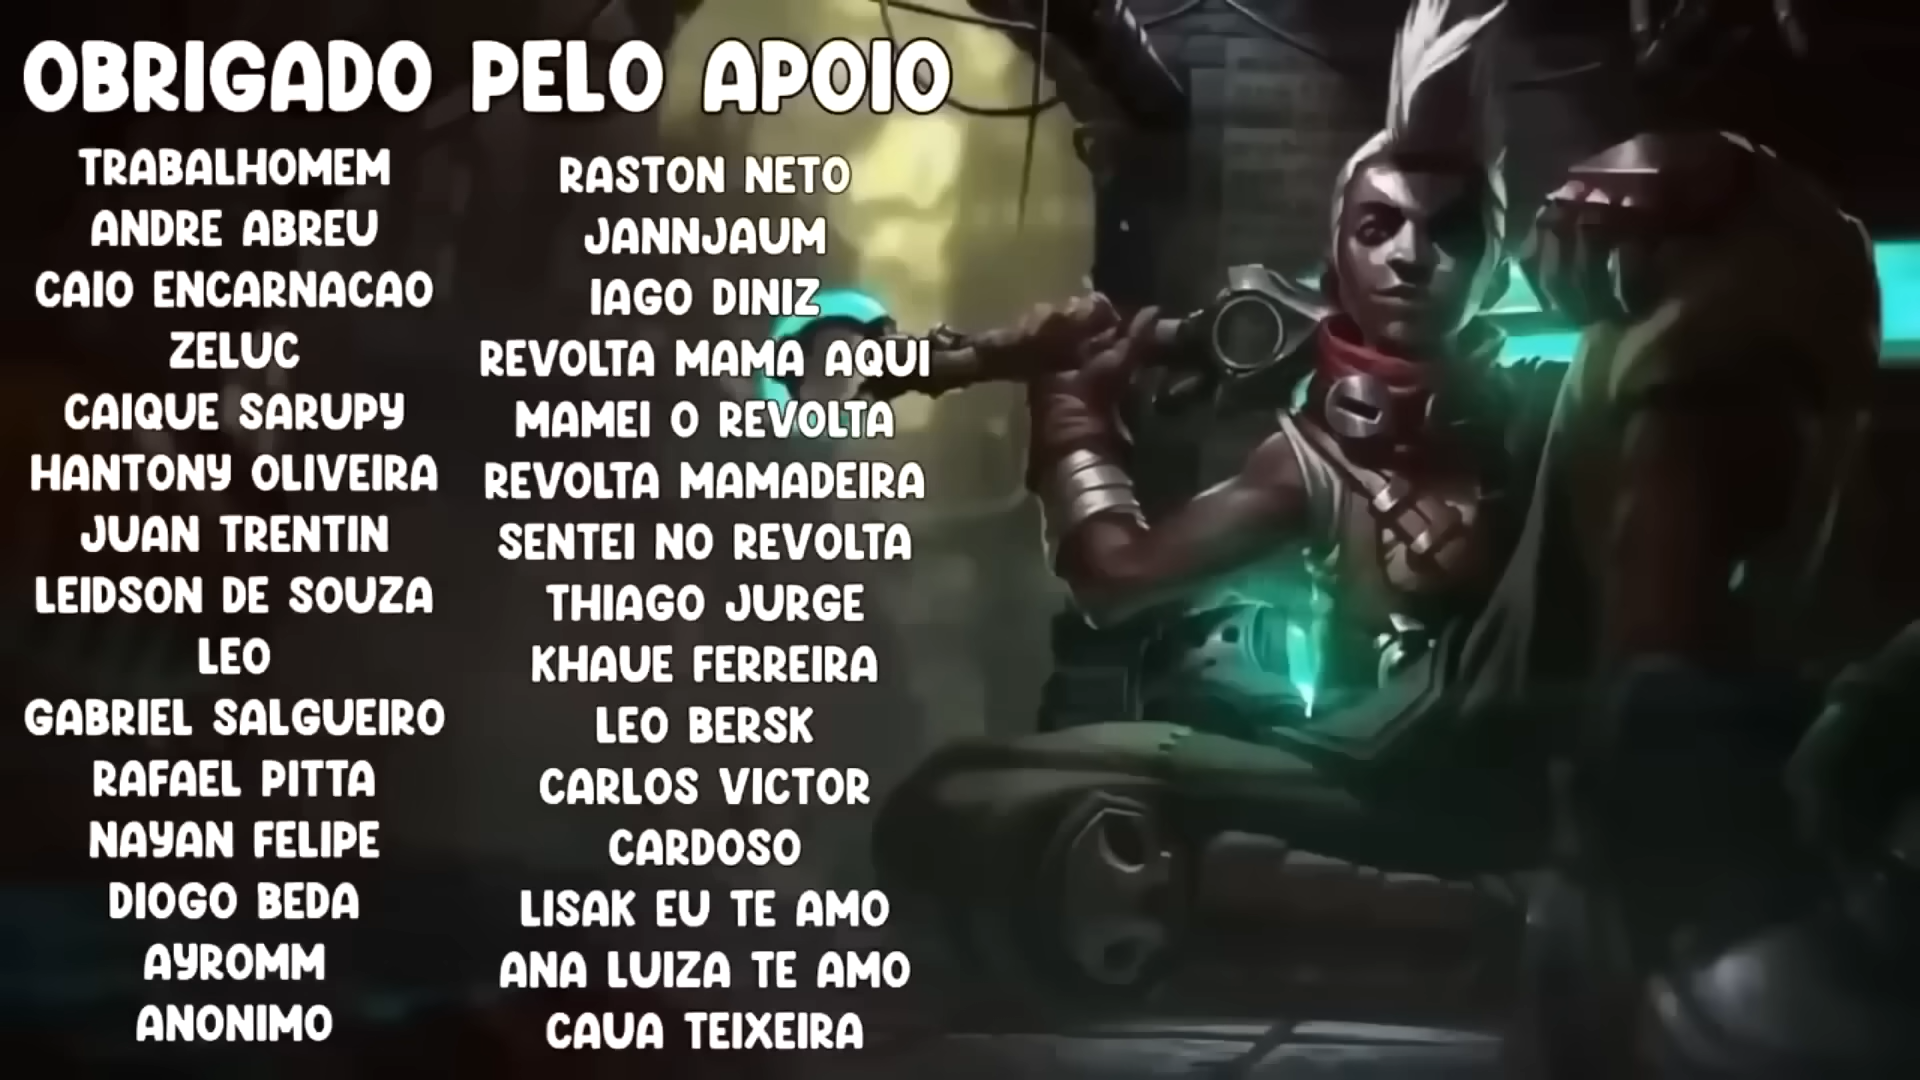 OBRIGADO PELO APOIO
TRABALHOMEM
ANDRE ABREU
CAIO ENCARNACAO
ZELUC
CAIQUE SARUPY
HANTONY OLIVEIRA
JUAN TRENTIN
LEIDSON DE SOUZA
LEO
GABRIEL SALGUEIRO
RAFAEL PITTA
NAYAN FELIPE
DIOGO BEDA
AYROMM
ANONIMO
RASTON NETO
JANNJAUM
IAGO DINIZ
REVOLTA MAMA AQUI
MAMEI O REVOLTA
REVOLTA MAMADEIRA
SENTEI NO REVOLTA
THIAGO JURGE
KHAUE FERREIRA
LEO BERSK
CARLOS VICTOR
CARDOSO
LISAK EU TE AMO
ANA LUIZA TE AMO
CAUA TEIXEIRA